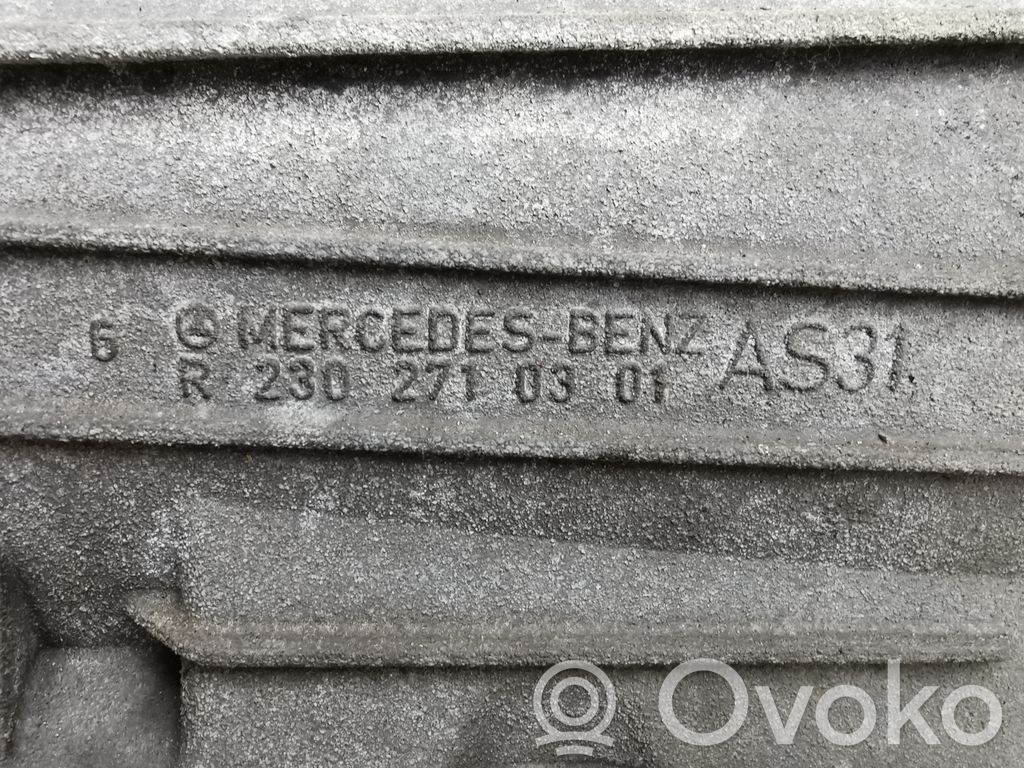 6 MERCEDES-BENZ AS31
R 230 271 03 01
Ovoko